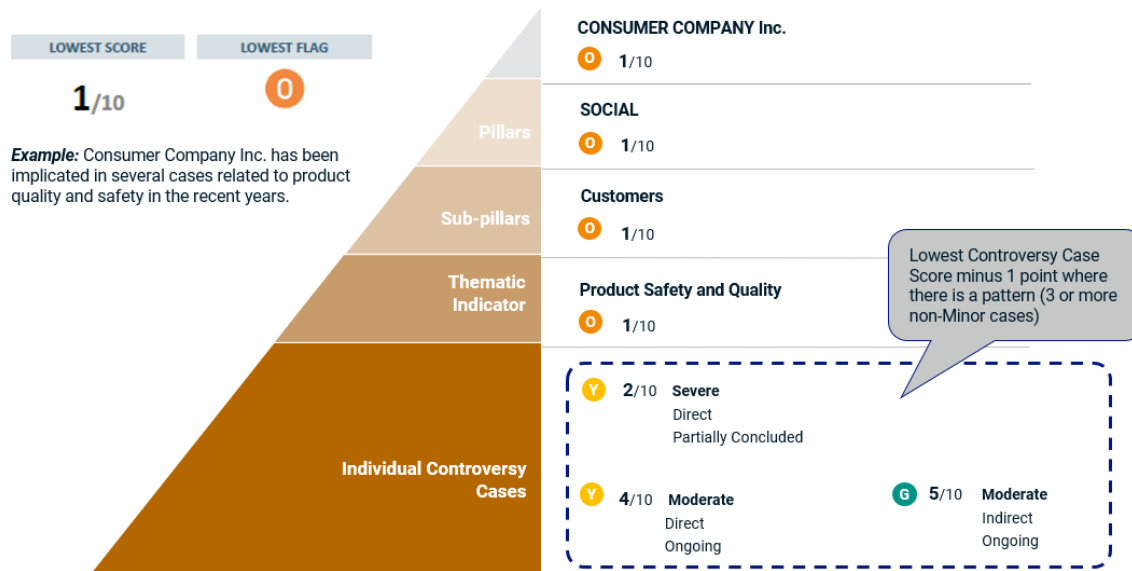 LOWEST SCORE
LOWEST FLAG
1/10
O
Example: Consumer Company Inc. has been
implicated in several cases related to product
quality and safety in the recent years.
CONSUMER COMPANY Inc.
O 1/10
Pillars
SOCIAL
O 1/10
Sub-pillars
Customers
O 1/10
Thematic
Indicator
Product Safety and Quality
O 1/10
Lowest Controversy Case
Score minus 1 point where
there is a pattern (3 or more
non-Minor cases)
Individual Controversy
Cases
Y 2/10 Severe
Direct
Partially Concluded
Y 4/10 Moderate
Direct
Ongoing
G 5/10 Moderate
Indirect
Ongoing